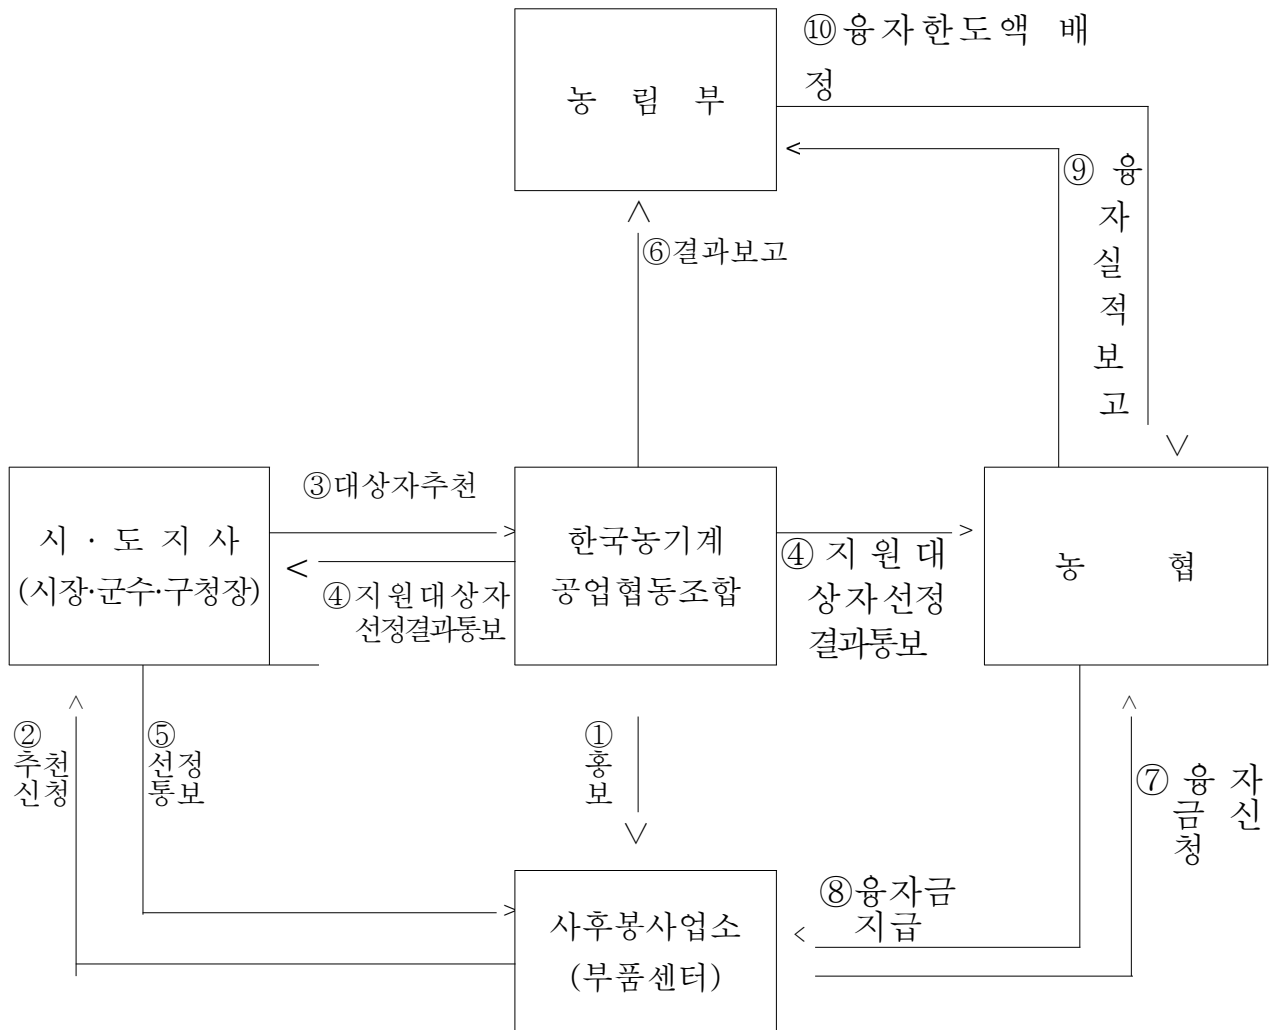 ⑩융자한도액 배
정
농 림 부
⑨ 융
자
실
적
보
고
⑥결과보고
③대상자추천
시 · 도 지 사
(시장·군수·구청장)
④지원대상자
선정결과통보
한국농기계
공업협동조합
④ 지 원 대
상자선정
결과통보
농 협
②
추천
신청
⑤
선정
통보
①
홍
보
⑦ 융 자
금 신
청
⑧융자금
지급
사후봉사업소
(부품센터)